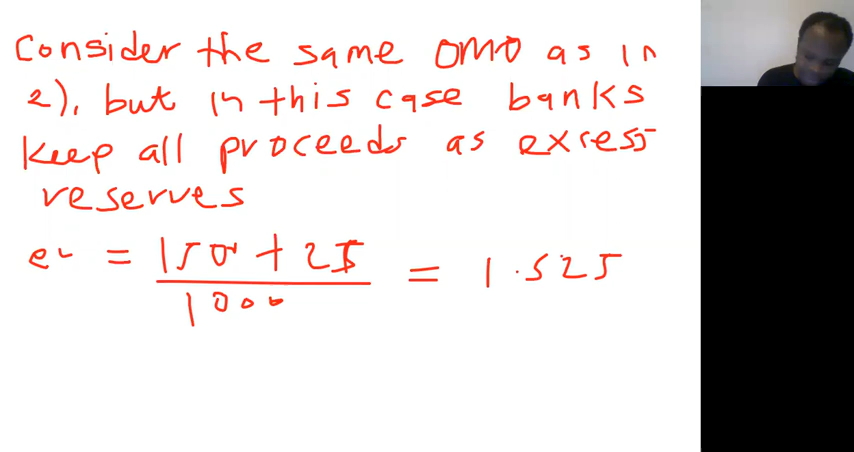 Consider the same OMO as in
2), but in this case banks
keep all proceeds as excess
reserves
er = 1500 + 25 / 1000 = 1.525